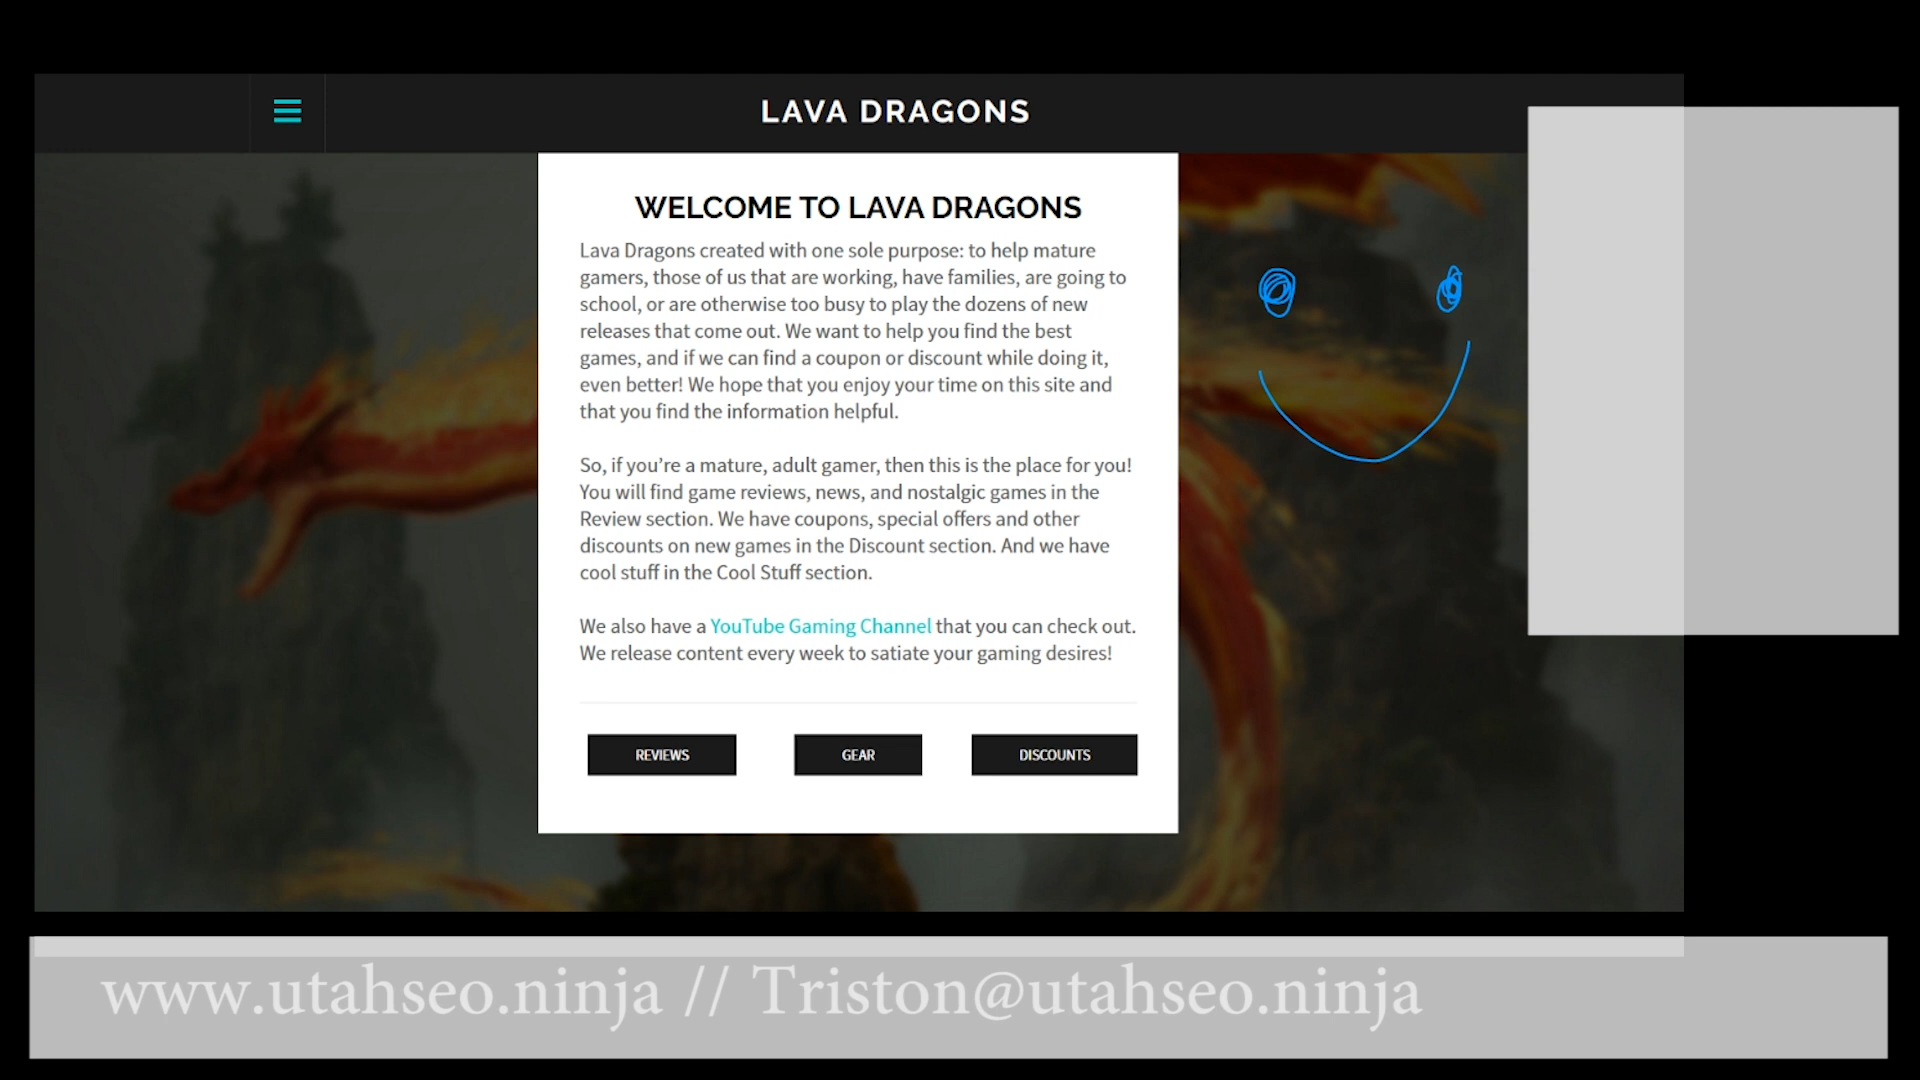 LAVA DRAGONS
WELCOME TO LAVA DRAGONS
Lava Dragons created with one sole purpose: to help mature
gamers, those of us that are working, have families, are going to
school, or are otherwise too busy to play the dozens of new
releases that come out. We want to help you find the best
games, and if we can find a coupon or discount while doing it,
even better! We hope that you enjoy your time on this site and
that you find the information helpful.
So, if you’re a mature, adult gamer, then this is the place for you!
You will find game reviews, news, and nostalgic games in the
Review section. We have coupons, special offers and other
discounts on new games in the Discount section. And we have
cool stuff in the Cool Stuff section.
We also have a YouTube Gaming Channel that you can check out.
We release content every week to satiate your gaming desires!
REVIEWS GEAR DISCOUNTS
www.utahseo.ninja // Triston@utahseo.ninja